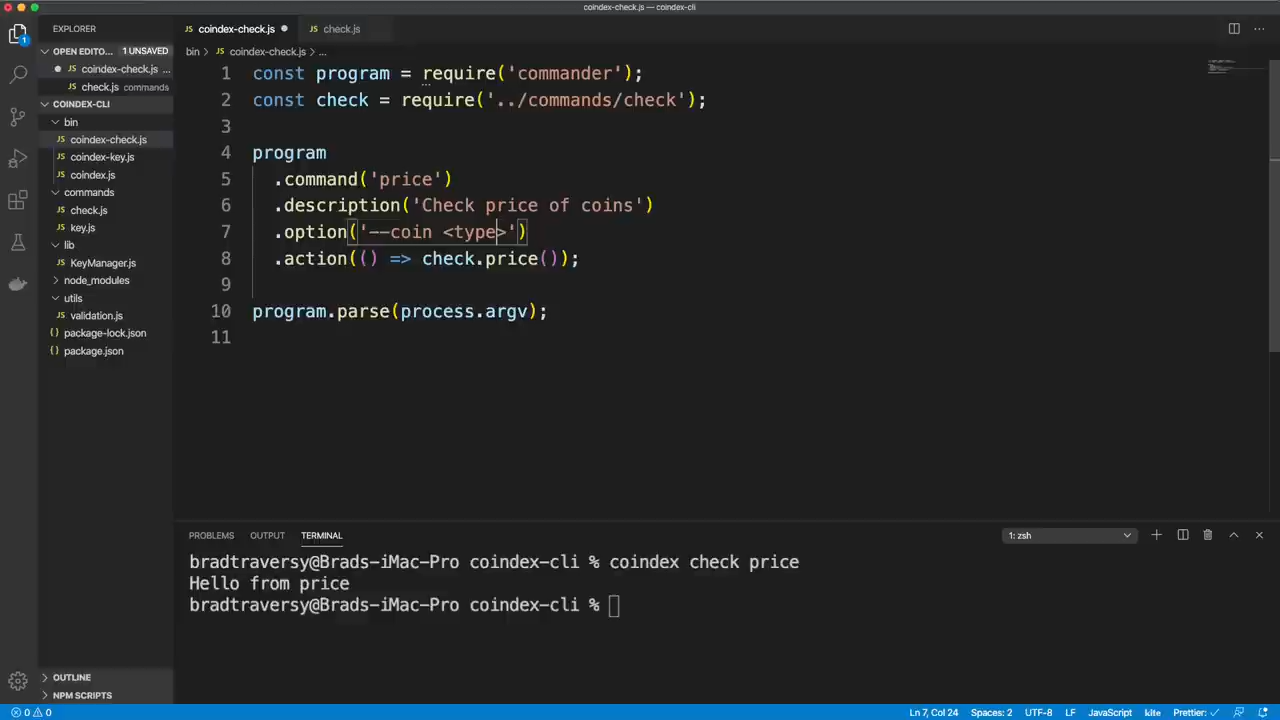 coindex-check.js — coindex-cli
EXPLORER
coindex-check.js
check.js
OPEN EDITO... 1 UNSAVED
bin > JS coindex-check.js > ...
JS coindex-check.js ...
JS check.js commands
COINDEX-CLI
bin
JS coindex-check.js
JS coindex-key.js
JS coindex.js
commands
JS check.js
JS key.js
lib
JS KeyManager.js
node_modules
utils
JS validation.js
{} package-lock.json
{} package.json
OUTLINE
NPM SCRIPTS
1 const program = require('commander');
2 const check = require('../commands/check');
3
4 program
5 .command('price')
6 .description('Check price of coins')
7 .option('--coin <type>')
8 .action(() => check.price());
9
10 program.parse(process.argv);
11
PROBLEMS OUTPUT TERMINAL 1: zsh
bradtraversy@Brads-iMac-Pro coindex-cli % coindex check price
Hello from price
bradtraversy@Brads-iMac-Pro coindex-cli %
0 0 Ln 7, Col 24 Spaces: 2 UTF-8 LF JavaScript kite Prettier: ✓